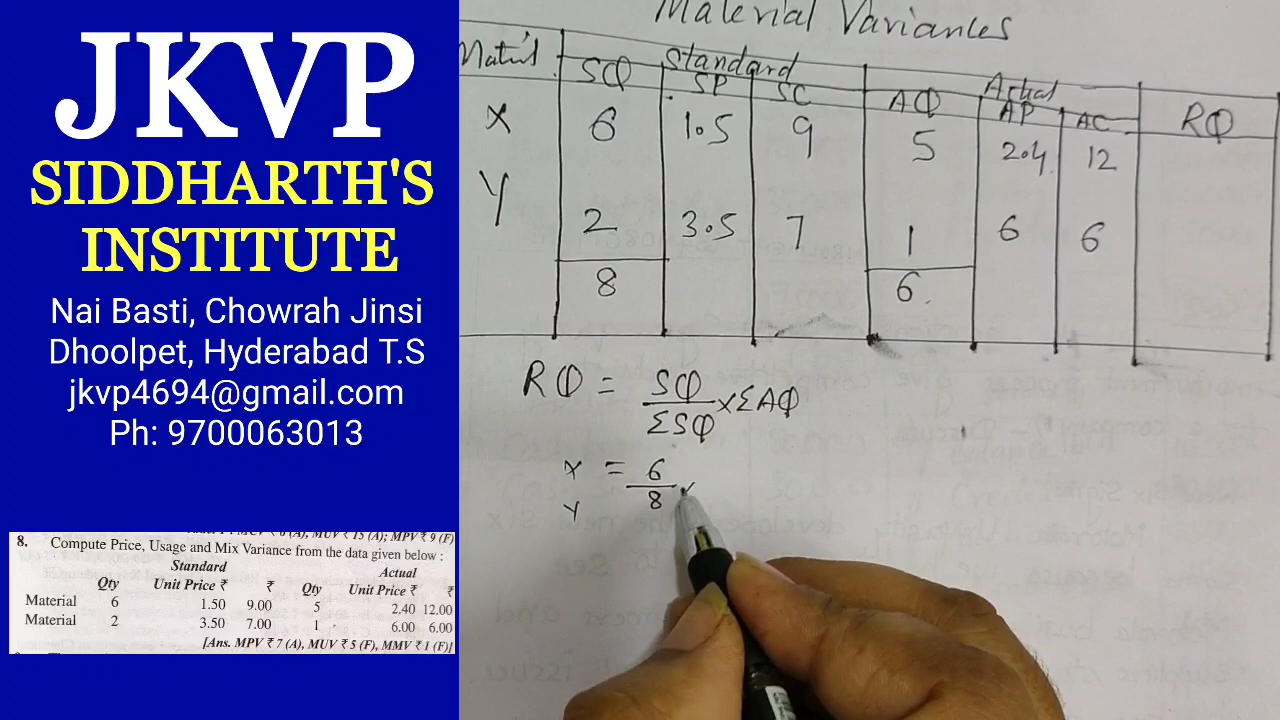 JKVP
SIDDHARTH'S
INSTITUTE
Nai Basti, Chowrah Jinsi
Dhoolpet, Hyderabad T.S
jkvp4694@gmail.com
Ph: 9700063013
8. Compute Price, Usage and Mix Variance from the data given below :
Standard Actual
Qty Unit Price ₹ ₹ Qty Unit Price ₹ ₹
Material 6 1.50 9.00 5 2.40 12.00
Material 2 3.50 7.00 1 6.00 6.00
[Ans. MPV ₹ 7 (A), MUV ₹ 5 (F), MMV ₹ 1 (F)]
Material Variances
Standard Actual
SQ SP SC AQ AP AC RQ
X 6 1.5 9 5 2.4 12
Y 2 3.5 7 1 6 6
8 6
RQ = SQ/ΣSQ × ΣAQ
X = 6/8 ×
Y